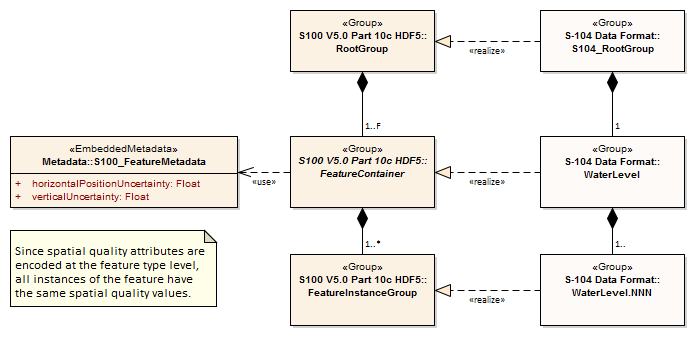 «Group»
S100 V5.0 Part 10c HDF5::
RootGroup
«realize»
«Group»
S-104 Data Format::
S104_RootGroup
1..F
1
«EmbeddedMetadata»
Metadata::S100_FeatureMetadata
+ horizontalPositionUncertainty: Float
+ verticalUncertainty: Float
«use»
«Group»
S100 V5.0 Part 10c HDF5::
FeatureContainer
«realize»
«Group»
S-104 Data Format::
WaterLevel
1..*
1..
Since spatial quality attributes are
encoded at the feature type level,
all instances of the feature have
the same spatial quality values.
«Group»
S100 V5.0 Part 10c HDF5::
FeatureInstanceGroup
«realize»
«Group»
S-104 Data Format::
WaterLevel.NNN